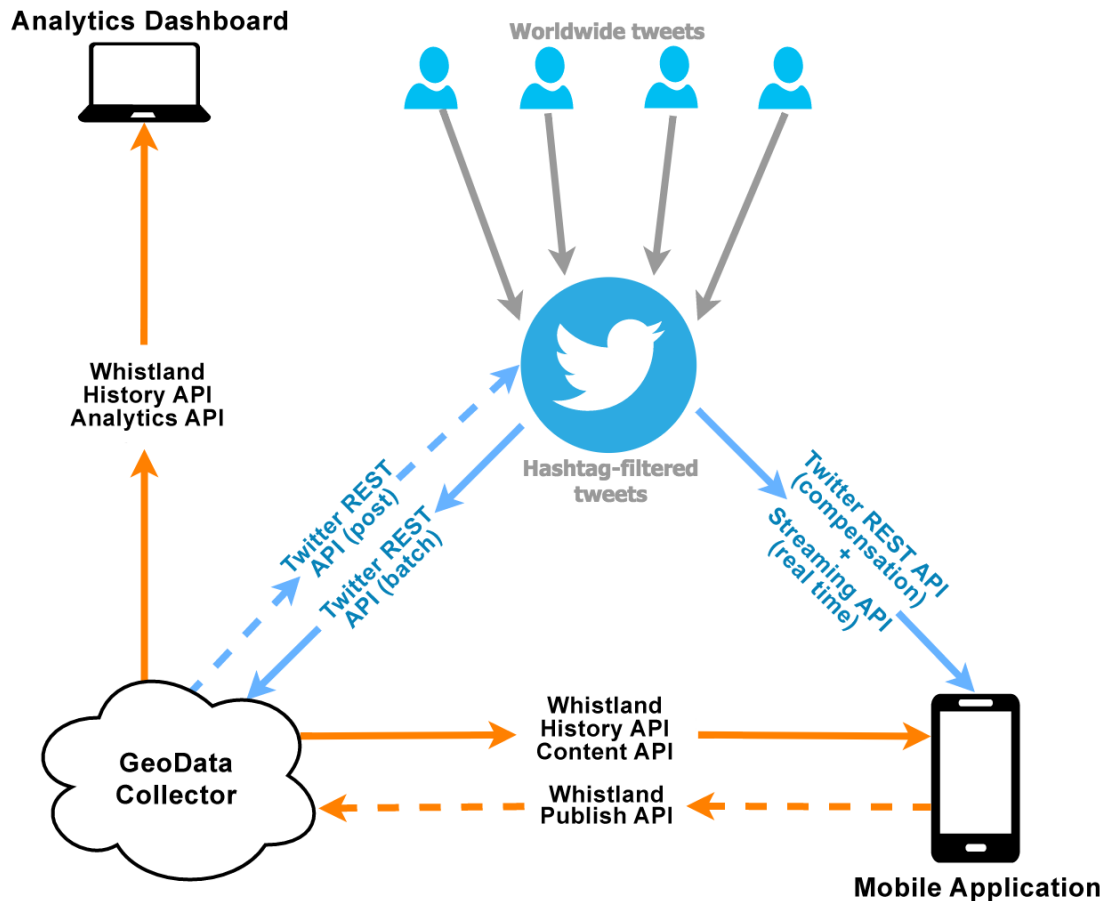 Analytics Dashboard
Worldwide tweets
Whistland
History API
Analytics API
Hashtag-filtered
tweets
Twitter REST
API (post)
Twitter REST
API (batch)
Twitter REST API
(compensation)
+
Streaming API
(real time)
GeoData
Collector
Whistland
History API
Content API
Whistland
Publish API
Mobile Application